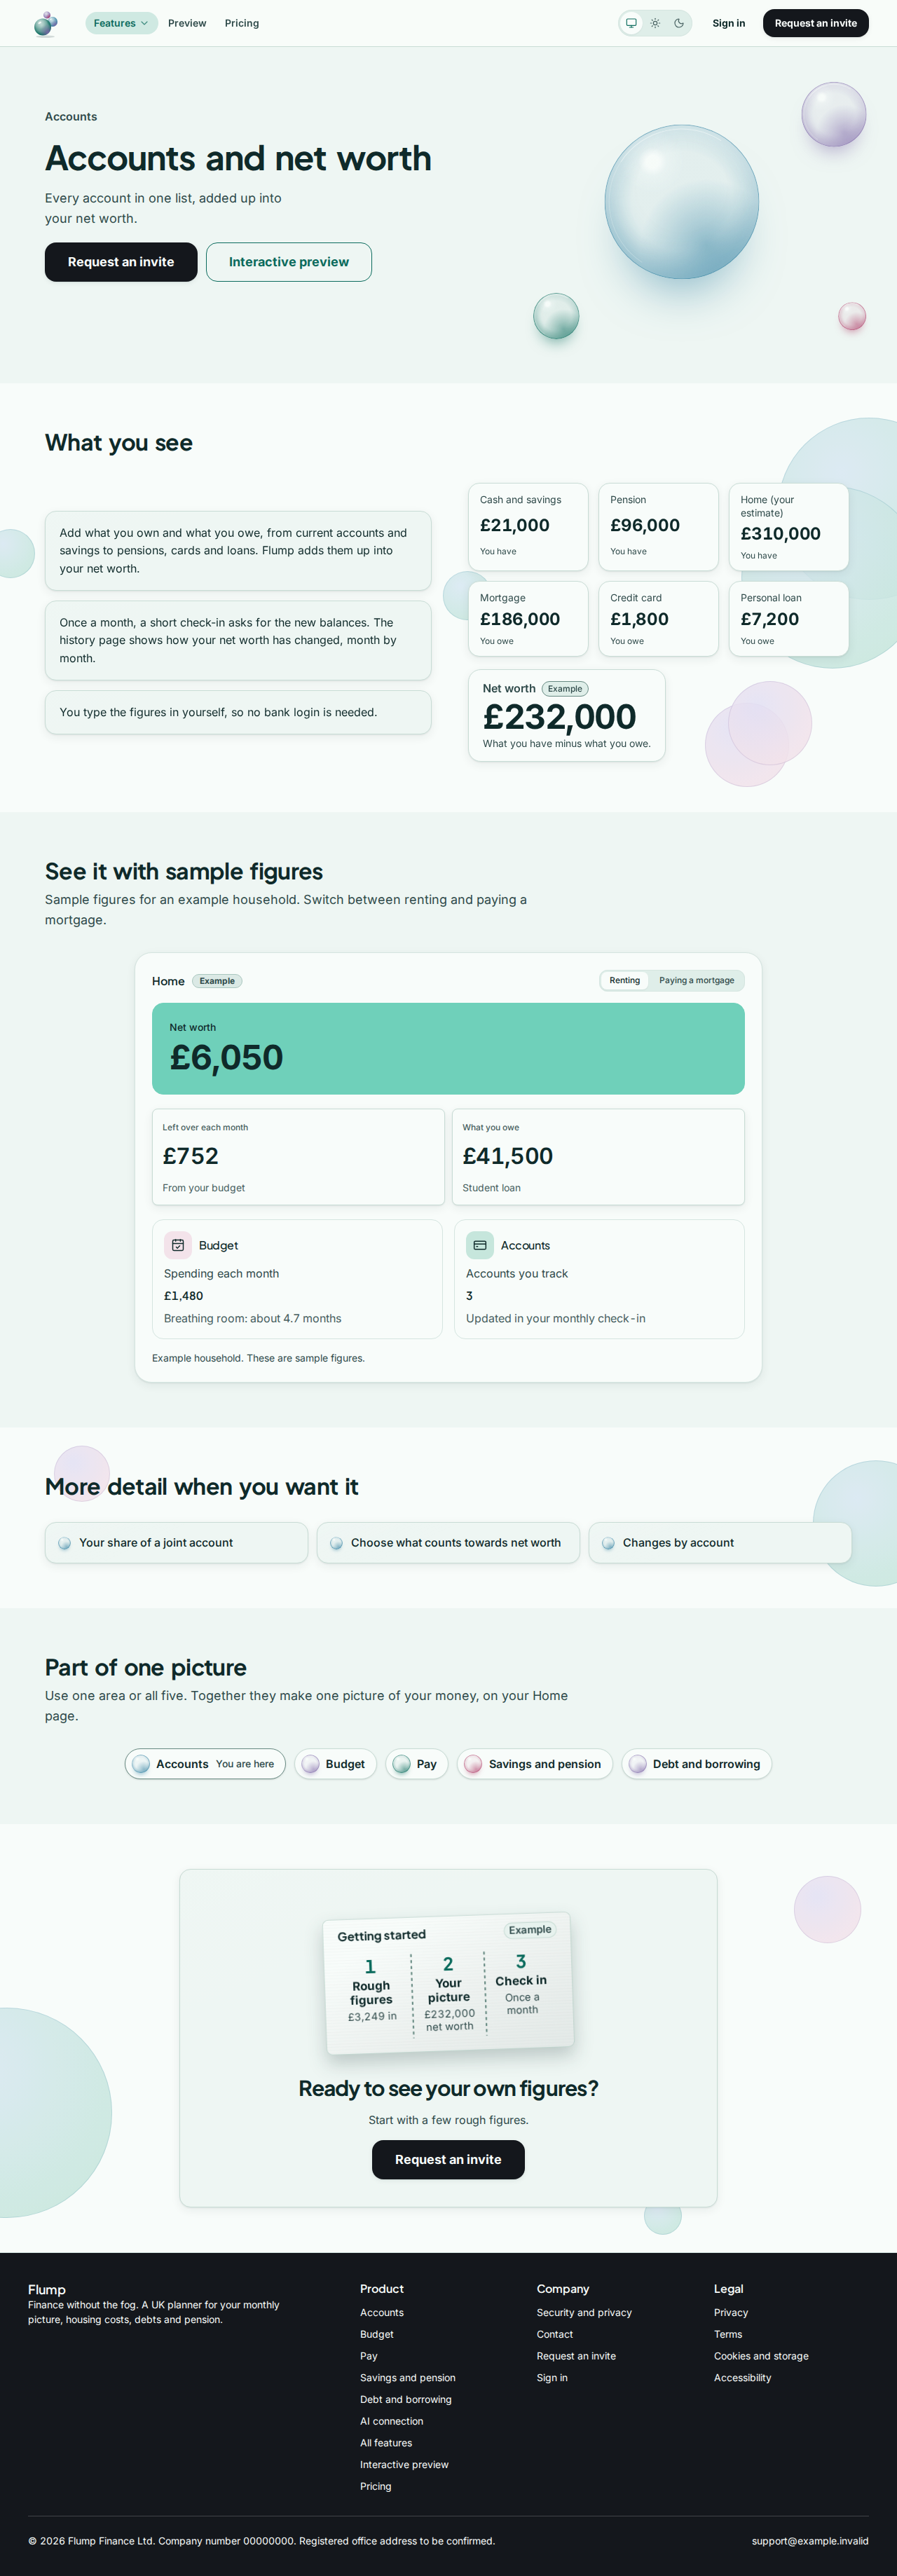 Features
Preview
Pricing
Sign in
Request an invite
Accounts
Accounts and net worth
Every account in one list, added up into
your net worth.
Request an invite
Interactive preview
What you see
Add what you own and what you owe, from current accounts and
savings to pensions, cards and loans. Flump adds them up into
your net worth.
Once a month, a short check-in asks for the new balances. The
history page shows how your net worth has changed, month by
month.
You type the figures in yourself, so no bank login is needed.
Cash and savings
£21,000
You have
Pension
£96,000
You have
Home (your
estimate)
£310,000
You have
Mortgage
£186,000
You owe
Credit card
£1,800
You owe
Personal loan
£7,200
You owe
Net worth
Example
£232,000
What you have minus what you owe.
See it with sample figures
Sample figures for an example household. Switch between renting and paying a
mortgage.
Home
Example
Renting
Paying a mortgage
Net worth
£6,050
Left over each month
£752
From your budget
What you owe
£41,500
Student loan
Budget
Spending each month
£1,480
Breathing room: about 4.7 months
Accounts
Accounts you track
3
Updated in your monthly check-in
Example household. These are sample figures.
More detail when you want it
Your share of a joint account
Choose what counts towards net worth
Changes by account
Part of one picture
Use one area or all five. Together they make one picture of your money, on your Home
page.
Accounts
You are here
Budget
Pay
Savings and pension
Debt and borrowing
Getting started
Example
1
Rough
figures
£3,249 in
2
Your
picture
£232,000
net worth
3
Check in
Once a
month
Ready to see your own figures?
Start with a few rough figures.
Request an invite
Flump
Finance without the fog. A UK planner for your monthly
picture, housing costs, debts and pension.
Product
Accounts
Budget
Pay
Savings and pension
Debt and borrowing
AI connection
All features
Interactive preview
Pricing
Company
Security and privacy
Contact
Request an invite
Sign in
Legal
Privacy
Terms
Cookies and storage
Accessibility
© 2026 Flump Finance Ltd. Company number 00000000. Registered office address to be confirmed.
support@example.invalid